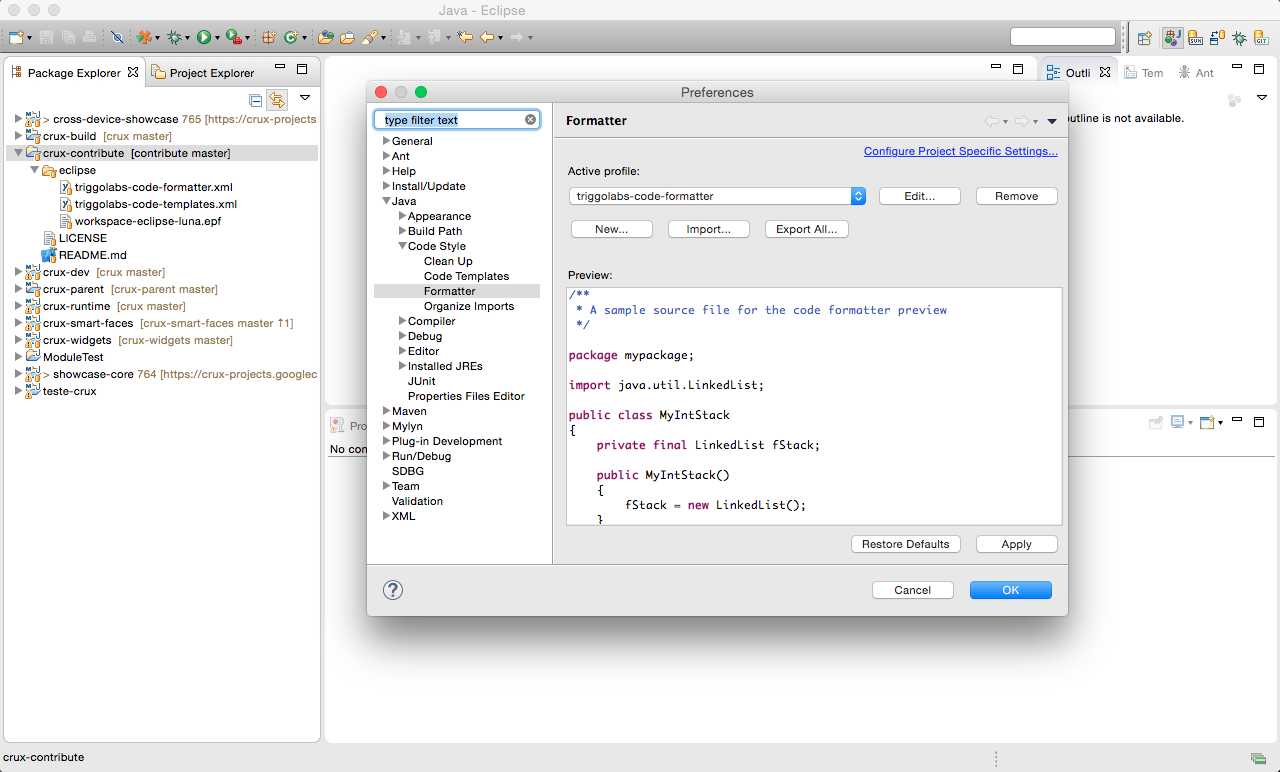 Java - Eclipse
Package Explorer
Project Explorer
> cross-device-showcase 765 [https://crux-projects.
crux-build [crux master]
crux-contribute [contribute master]
eclipse
triggolabs-code-formatter.xml
triggolabs-code-templates.xml
workspace-eclipse-luna.epf
LICENSE
README.md
crux-dev [crux master]
crux-parent [crux-parent master]
crux-runtime [crux master]
crux-smart-faces [crux-smart-faces master ↑1]
crux-widgets [crux-widgets master]
ModuleTest
> showcase-core 764 [https://crux-projects.googlec
teste-crux
Outli
Tem
Ant
outline is not available.
Pro
No con
Preferences
type filter text
General
Ant
Help
Install/Update
Java
Appearance
Build Path
Code Style
Clean Up
Code Templates
Formatter
Organize Imports
Compiler
Debug
Editor
Installed JREs
JUnit
Properties Files Editor
Maven
Mylyn
Plug-in Development
Run/Debug
SDBG
Team
Validation
XML
Formatter
Configure Project Specific Settings...
Active profile:
triggolabs-code-formatter
Edit...
Remove
New...
Import...
Export All...
Preview:
/**
 * A sample source file for the code formatter preview
 */
package mypackage;
import java.util.LinkedList;
public class MyIntStack
{
    private final LinkedList fStack;
    public MyIntStack()
    {
        fStack = new LinkedList();
    }
Restore Defaults
Apply
?
Cancel
OK
crux-contribute